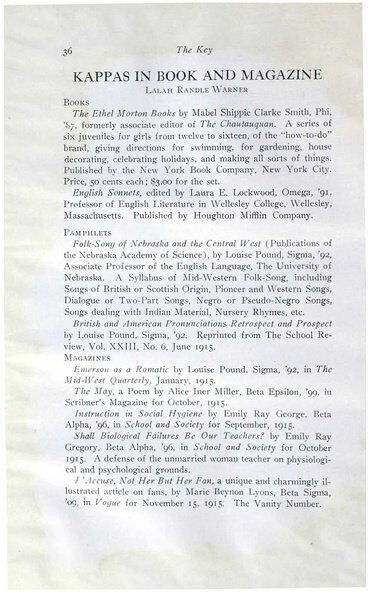 36 The Key
KAPPAS IN BOOK AND MAGAZINE
LALAH RANDLE WARNER
BOOKS
The Ethel Morton Books by Mabel Shippie Clarke Smith, Phi,
'87, formerly associate editor of The Chautauquan. A series of
six juveniles for girls from twelve to sixteen, of the "how-to-do"
brand, giving directions for swimming, for gardening, house
decorating, celebrating holidays, and making all sorts of things.
Published by the New York Book Company, New York City.
Price, 50 cents each; $3.00 for the set.
English Sonnets, edited by Laura E. Lockwood, Omega, '91,
Professor of English Literature in Wellesley College, Wellesley,
Massachusetts. Published by Houghton Mifflin Company.
PAMPHLETS
Folk-Song of Nebraska and the Central West (Publications of
the Nebraska Academy of Science), by Louise Pound, Sigma, '92,
Associate Professor of the English Language, The University of
Nebraska. A Syllabus of Mid-Western Folk-Song, including
Songs of British or Scottish Origin, Pioneer and Western Songs,
Dialogue or Two-Part Songs, Negro or Pseudo-Negro Songs,
Songs dealing with Indian Material, Nursery Rhymes, etc.
British and American Pronunciations Retrospect and Prospect
by Louise Pound, Sigma, '92. Reprinted from The School Re-
view, Vol. XXIII, No. 6, June 1915.
MAGAZINES
Emerson as a Romatic by Louise Pound, Sigma, '92, in The
Mid-West Quarterly, January, 1915.
The May, a Poem by Alice Iner Miller, Beta Epsilon, '99, in
Scribner's Magazine for October, 1915.
Instruction in Social Hygiene by Emily Ray George, Beta
Alpha, '96, in School and Society for September, 1915.
Shall Biological Failures Be Our Teachers? by Emily Ray
Gregory, Beta Alpha, '96, in School and Society for October
1915. A defense of the unmarried woman teacher on physiologi-
cal and psychological grounds.
J 'Accuse, Not Her But Her Fan, a unique and charmingly il-
lustrated article on fans, by Marie Beynon Lyons, Beta Sigma,
'09, in Vogue for November 15, 1915. The Vanity Number.